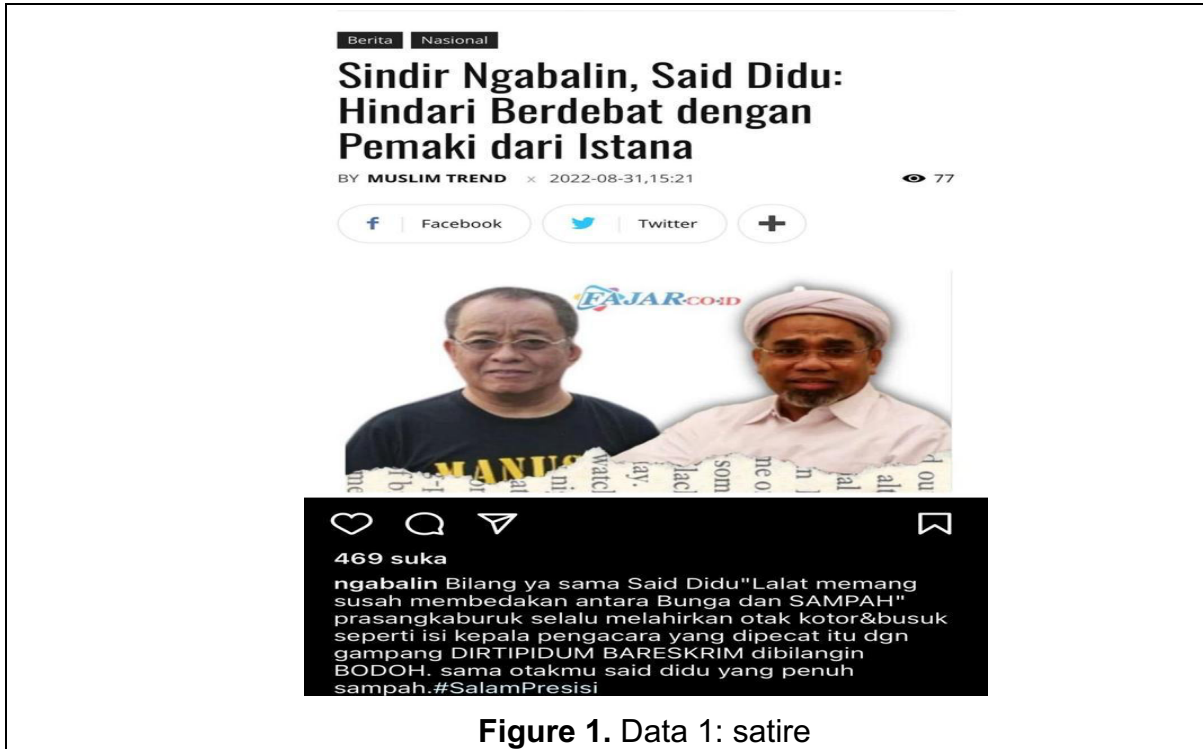 Berita Nasional
Sindir Ngabalin, Said Didu:
Hindari Berdebat dengan
Pemaki dari Istana
BY MUSLIM TREND × 2022-08-31,15:21 77
Facebook Twitter
FAJAR.CO.ID
MANUS
ngabalin Bilang ya sama Said Didu"Lalat memang
susah membedakan antara Bunga dan SAMPAH"
prasangkaburuk selalu melahirkan otak kotor&busuk
seperti isi kepala pengacara yang dipecat itu dgn
gampang DIRTIPIDUM BARESKRIM dibilangin
BODOH. sama otakmu said didu yang penuh
sampah.#SalamPresisi
469 suka
Figure 1. Data 1: satire